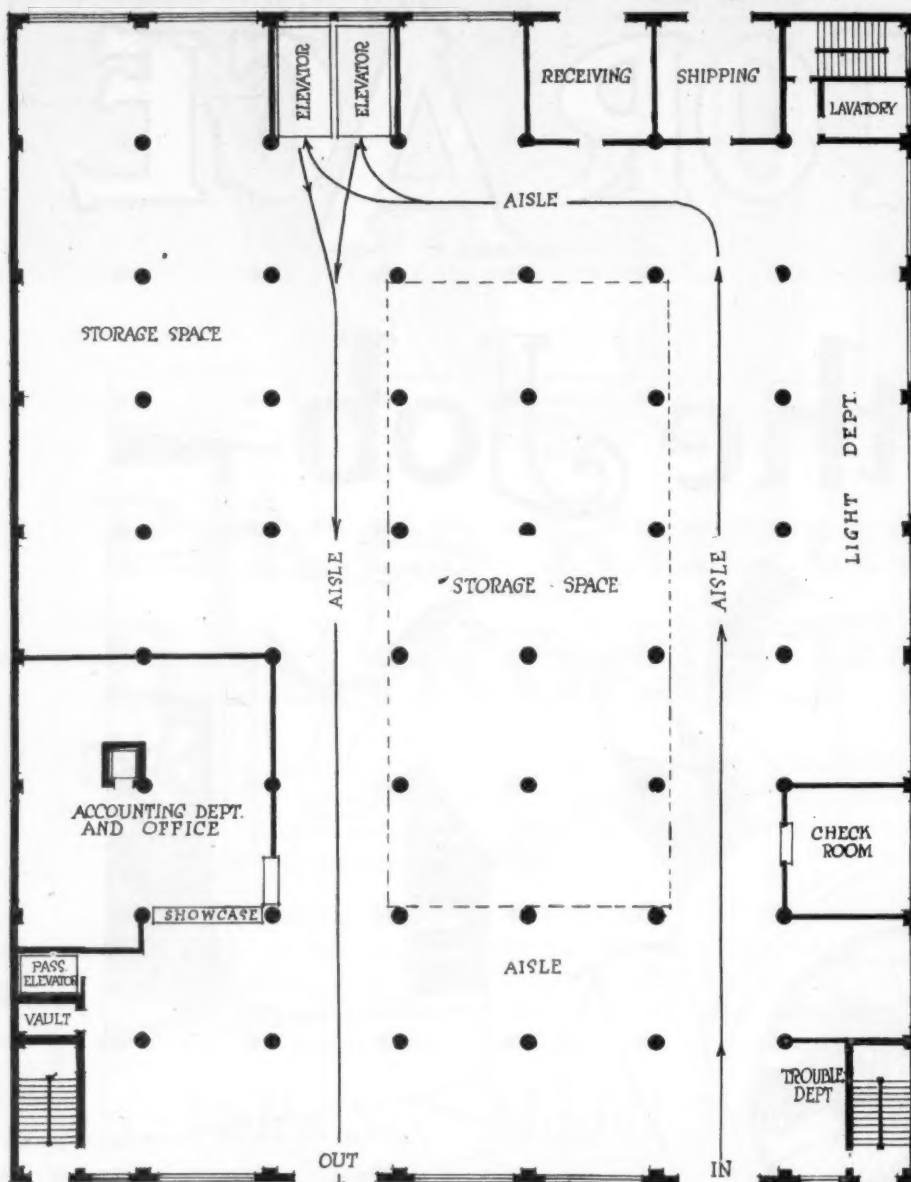 ELEVATOR
ELEVATOR
RECEIVING
SHIPPING
LAVATORY
AISLE
STORAGE SPACE
LIGHT DEPT.
AISLE
STORAGE SPACE
AISLE
ACCOUNTING DEPT.
AND OFFICE
CHECK
ROOM
SHOWCASE
PASS.
ELEVATOR
AISLE
VAULT
TROUBLE
DEPT
OUT
IN